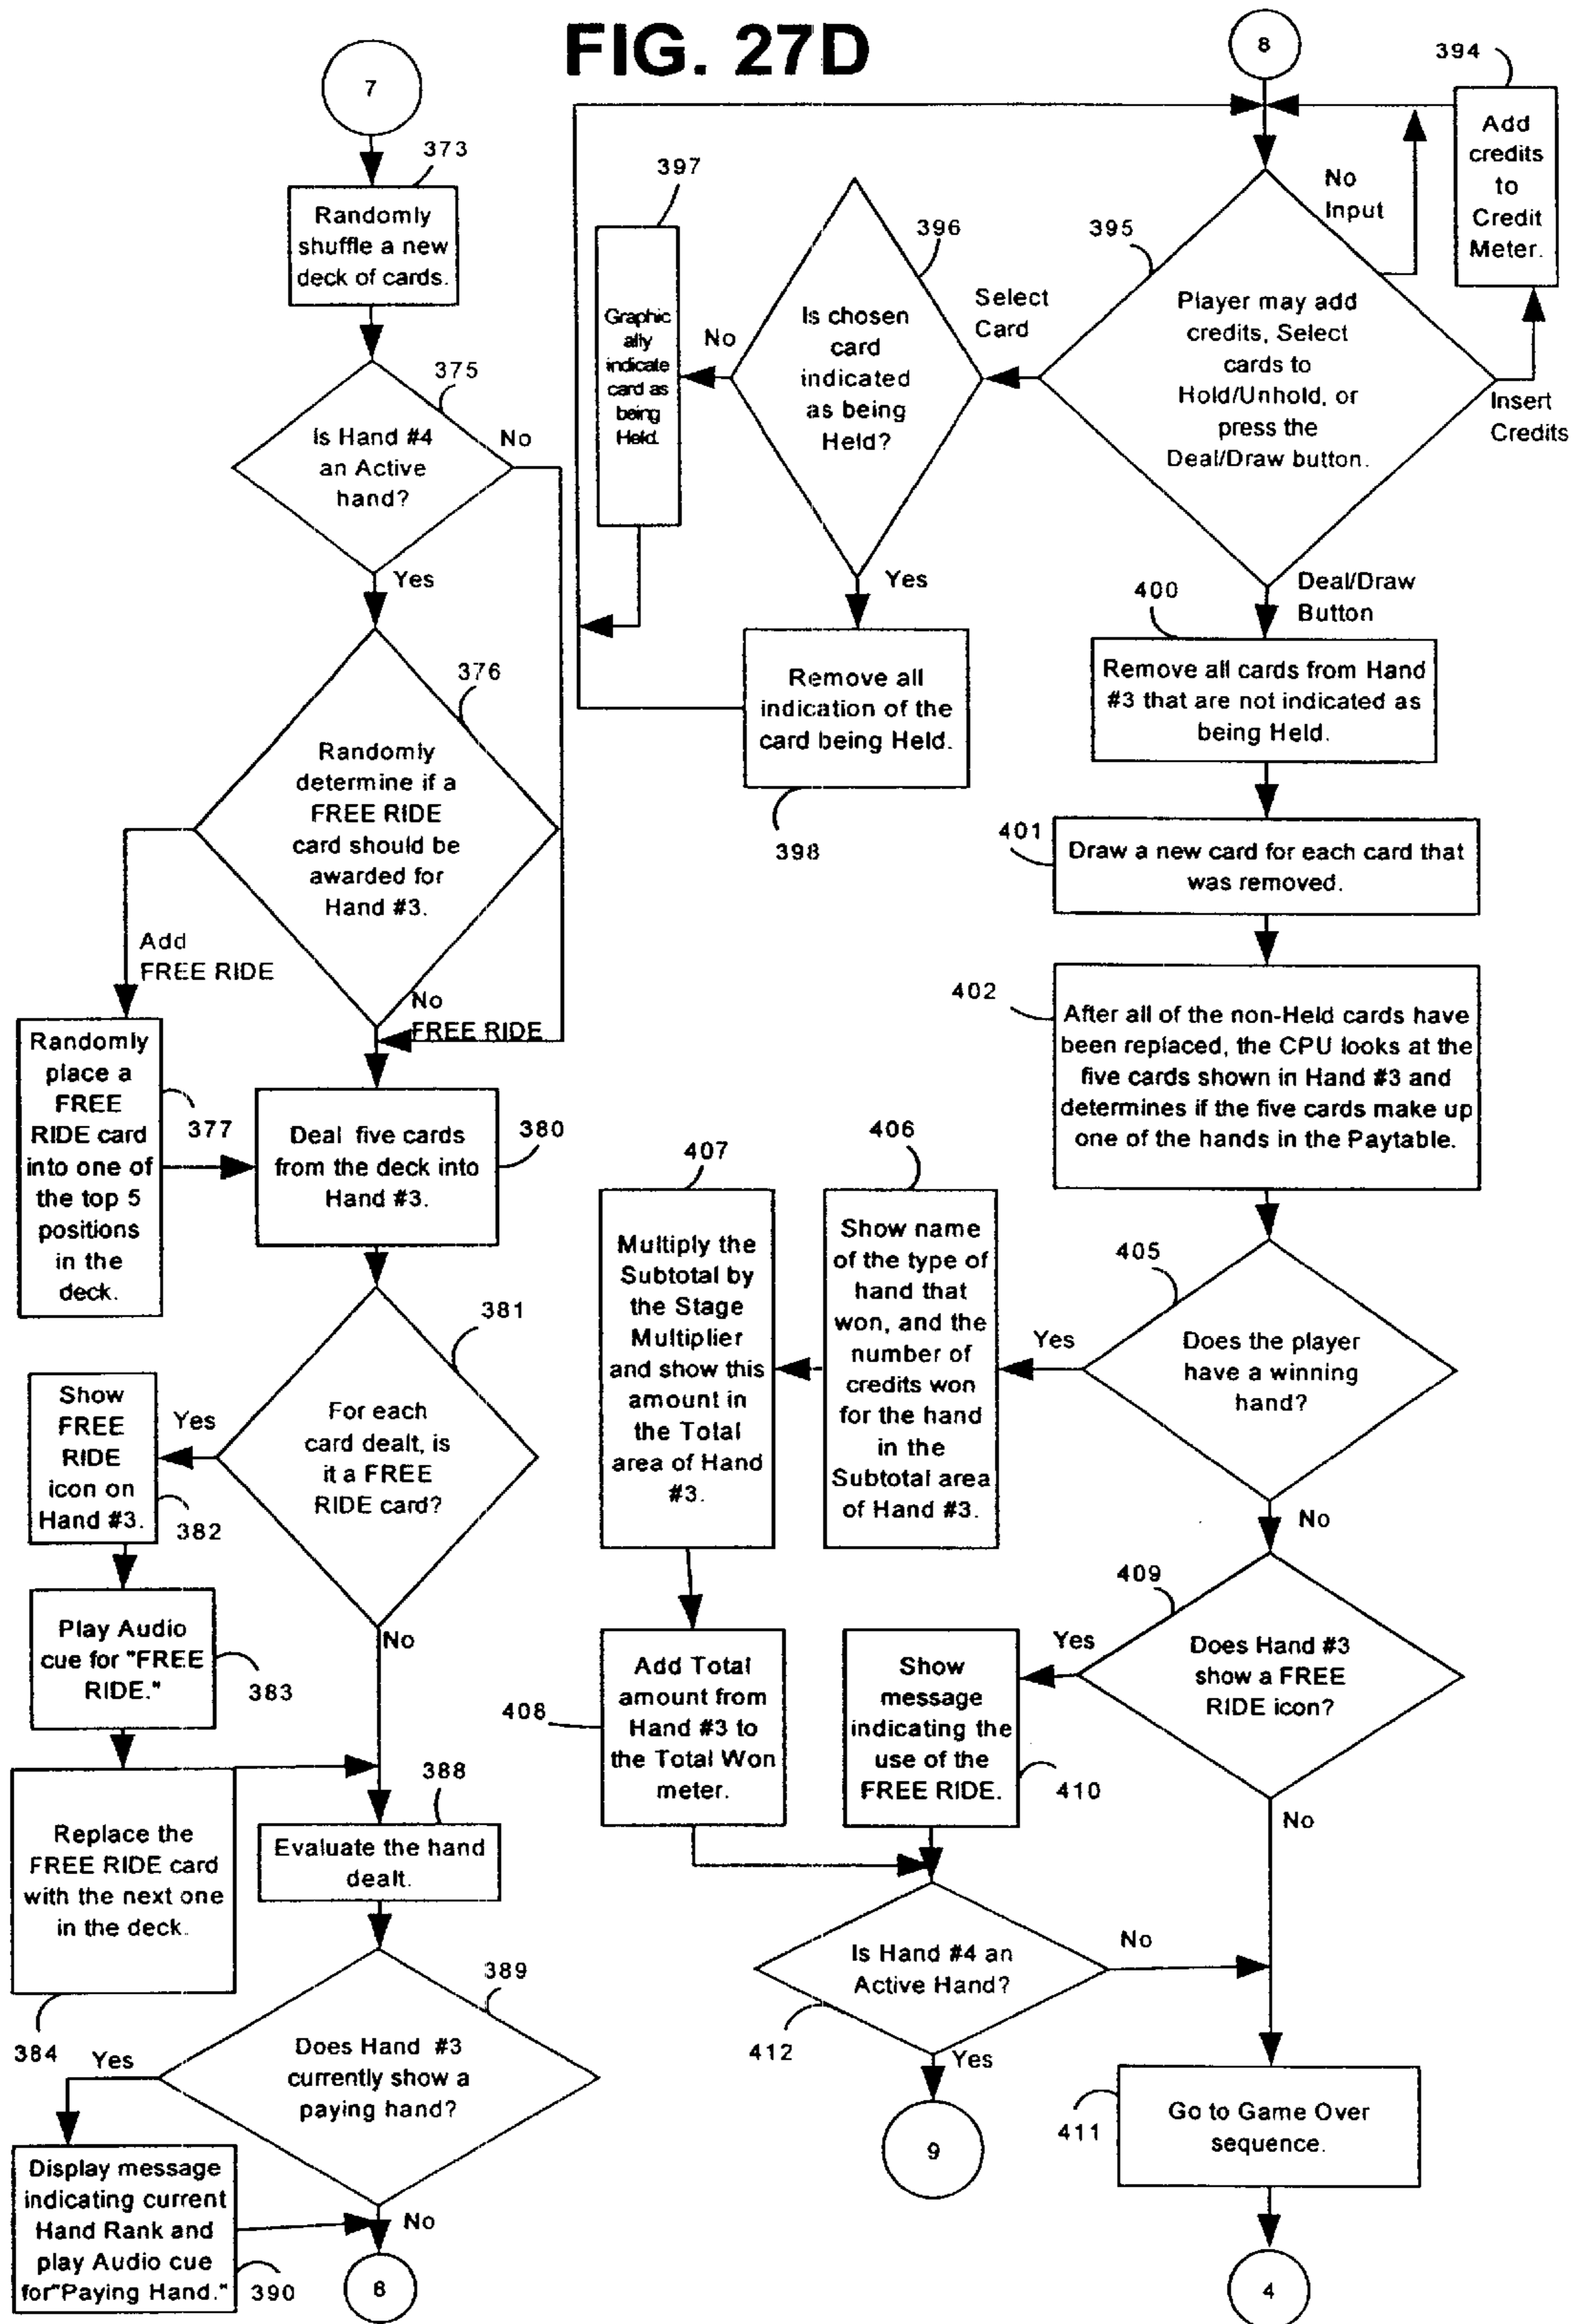 FIG. 27D
7
373
Randomly
shuffle a new
deck of cards.
375
Is Hand #4
an Active
hand?
No
Yes
376
Randomly
determine if a
FREE RIDE
card should be
awarded for
Hand #3.
Add
FREE RIDE
No
FREE RIDE
Randomly
place a
FREE
RIDE card
into one of
the top 5
positions
in the
deck.
377
Deal five cards
from the deck into
Hand #3.
380
381
For each
card dealt, is
it a FREE
RIDE card?
Yes
Show
FREE
RIDE
icon on
Hand #3.
382
No
Play Audio
cue for "FREE
RIDE."
383
Replace the
FREE RIDE card
with the next one
in the deck.
384
388
Evaluate the hand
dealt.
389
Does Hand #3
currently show a
paying hand?
Yes
Display message
indicating current
Hand Rank and
play Audio cue
for"Paying Hand."
390
No
8
8
394
Add
credits
to
Credit
Meter.
No
Input
395
Player may add
credits, Select
cards to
Hold/Unhold, or
press the
Deal/Draw button.
Insert
Credits
Select
Card
396
Is chosen
card
indicated
as being
Held?
No
397
Graphic
ally
indicate
card as
being
Held.
Yes
Remove all
indication of the
card being Held.
398
Deal/Draw
Button
400
Remove all cards from Hand
#3 that are not indicated as
being Held.
401
Draw a new card for each card that
was removed.
402
After all of the non-Held cards have
been replaced, the CPU looks at the
five cards shown in Hand #3 and
determines if the five cards make up
one of the hands in the Paytable.
405
Does the player
have a winning
hand?
Yes
406
Show name
of the type of
hand that
won, and the
number of
credits won
for the hand
in the
Subtotal area
of Hand #3.
407
Multiply the
Subtotal by
the Stage
Multiplier
and show this
amount in
the Total
area of Hand
#3.
No
408
Add Total
amount from
Hand #3 to
the Total Won
meter.
409
Does Hand #3
show a FREE
RIDE icon?
Yes
Show
message
indicating the
use of the
FREE RIDE.
410
No
Is Hand #4 an
Active Hand?
No
412
Yes
9
411
Go to Game Over
sequence.
4